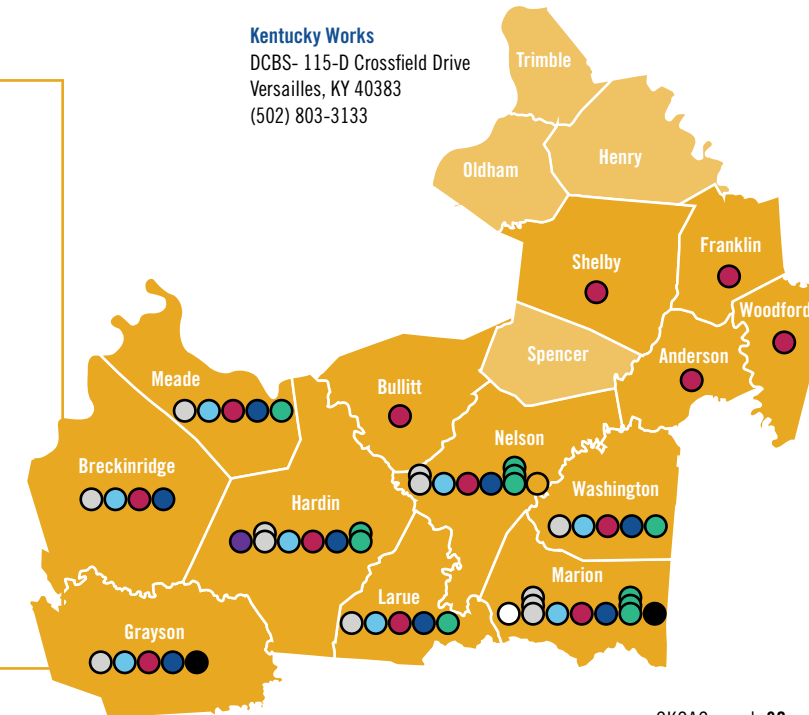 Kentucky Works
DCBS- 115-D Crossfield Drive
Versailles, KY 40383
(502) 803-3133
Trimble
Henry
Oldham
Franklin
Shelby
Woodford
Spencer
Anderson
Meade
Bullitt
Nelson
Breckinridge
Washington
Hardin
Marion
Larue
Grayson